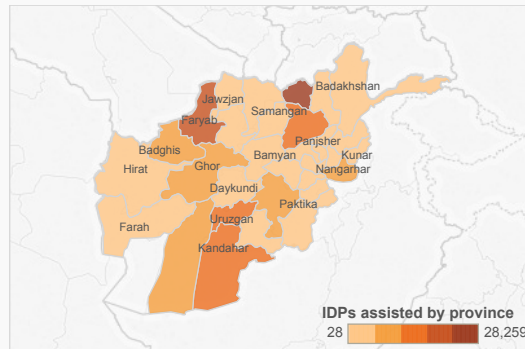 Badakhshan
Jawzjan
Samangan
Faryab
Panjsher
Badghis
Bamyan
Kunar
Hirat
Ghor
Nangarhar
Daykundi
Paktika
Uruzgan
Farah
Kandahar
IDPs assisted by province
28 28,259